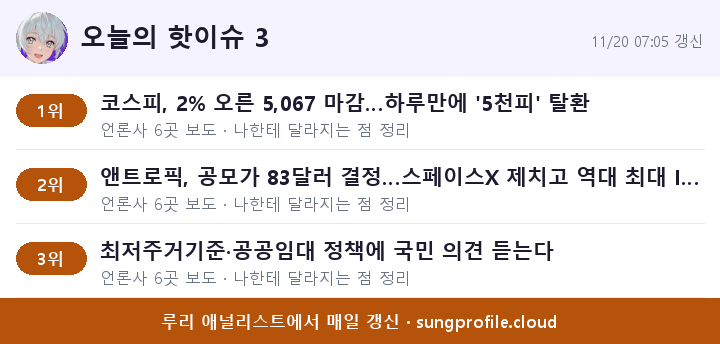 오늘의 핫이슈 3
11/20 07:05 갱신
1위
코스피, 2% 오른 5,067 마감...하루만에 '5천피' 탈환
언론사 6곳 보도 · 나한테 달라지는 점 정리
2위
앤트로픽, 공모가 83달러 결정...스페이스X 제치고 역대 최대 I...
언론사 6곳 보도 · 나한테 달라지는 점 정리
3위
최저주거기준·공공임대 정책에 국민 의견 듣는다
언론사 6곳 보도 · 나한테 달라지는 점 정리
루리 애널리스트에서 매일 갱신 · sungprofile.cloud